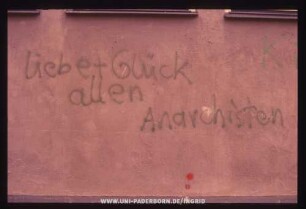 liebe + Glück
allen
Anarchisten
WWW.UNI-PADERBORN.DE/INGRID